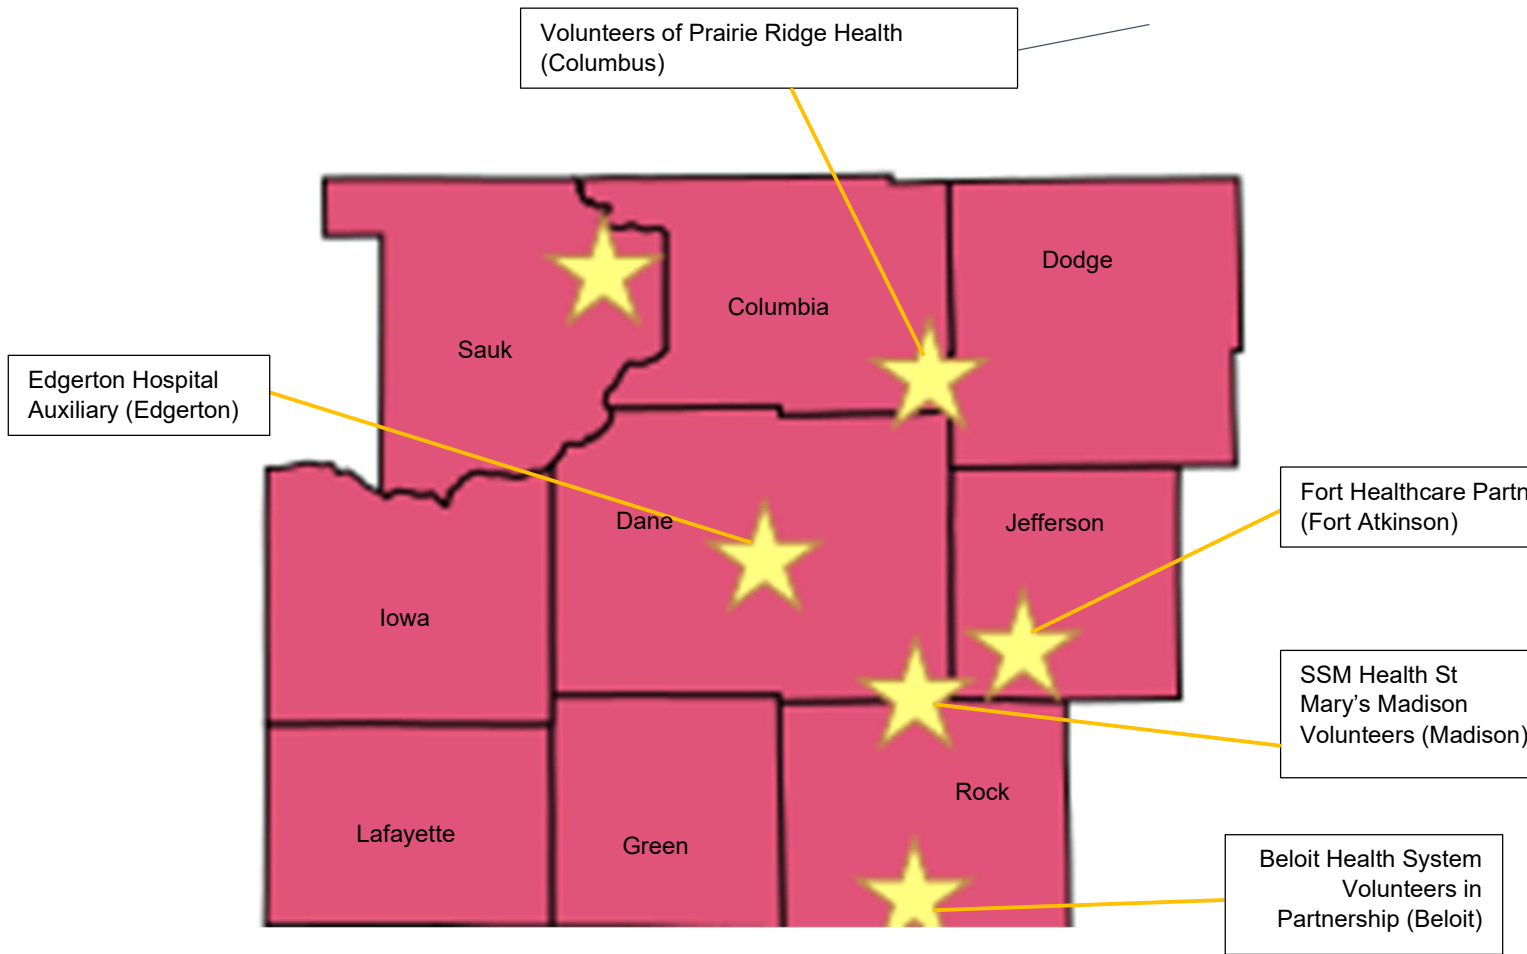 Volunteers of Prairie Ridge Health
(Columbus)
Dodge
Columbia
Sauk
Edgerton Hospital
Auxiliary (Edgerton)
Fort Healthcare Partn
(Fort Atkinson)
Dane
Jefferson
Iowa
SSM Health St
Mary’s Madison
Volunteers (Madison)
Rock
Lafayette
Green
Beloit Health System
Volunteers in
Partnership (Beloit)